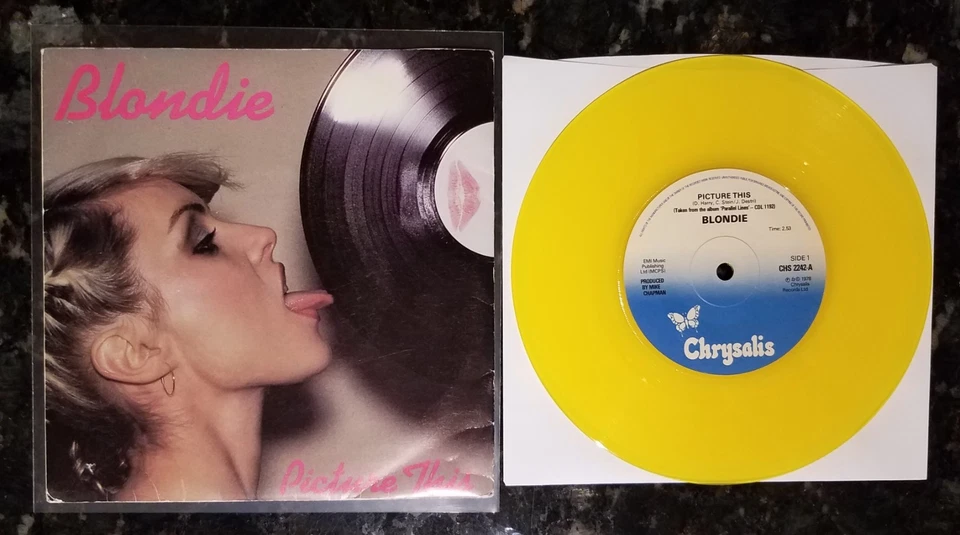 Blondie
Picture This
PICTURE THIS
(D. Harry, C. Stein/J. Destri)
(Taken from the album 'Parallel Lines' – CDL 1192)
BLONDIE
Time: 2.53
EMI Music
Publishing
Ltd (MCPS)
PRODUCED
BY MIKE
CHAPMAN
SIDE 1
CHS 2242-A
℗ & © 1978
Chrysalis
Records Ltd
Chrysalis